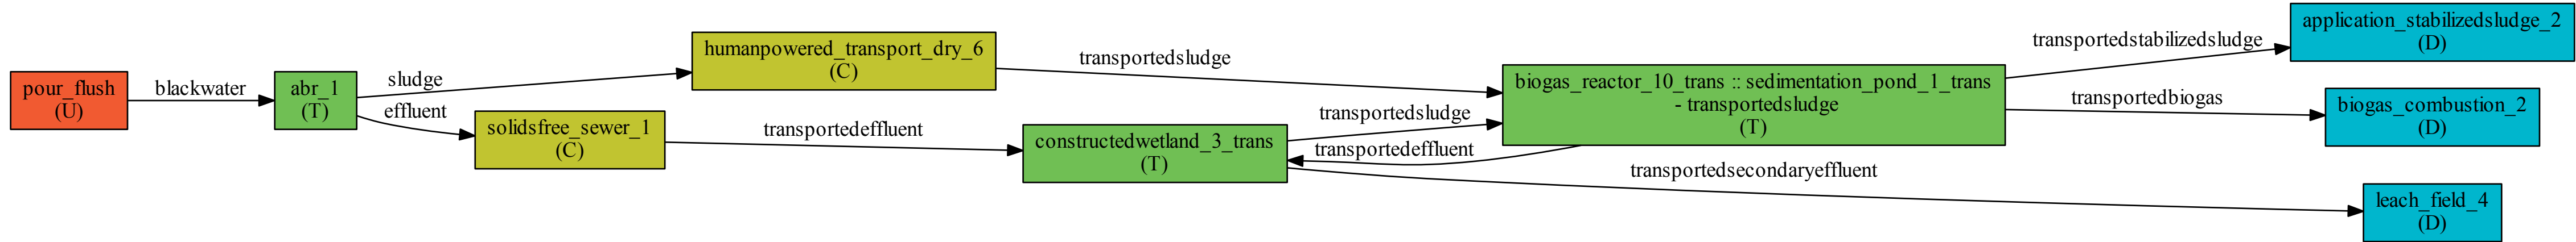 pour_flush
(U)
blackwater
abr_1
(T)
sludge
effluent
humanpowered_transport_dry_6
(C)
solidsfree_sewer_1
(C)
transportedsludge
transportedeffluent
constructedwetland_3_trans
(T)
transportedsludge
transportedeffluent
biogas_reactor_10_trans :: sedimentation_pond_1_trans
- transportedsludge
(T)
transportedsecondaryeffluent
transportedstabilizedsludge
transportedbiogas
application_stabilizedsludge_2
(D)
biogas_combustion_2
(D)
leach_field_4
(D)